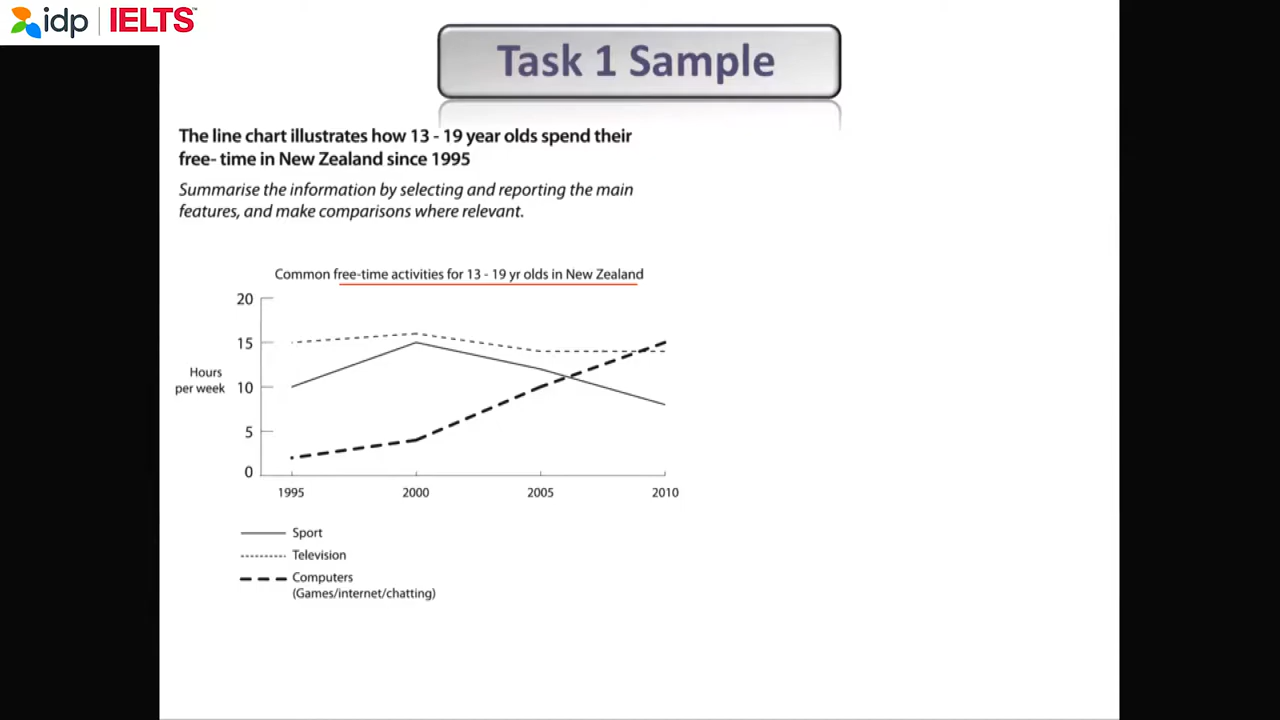 idp | IELTS™
Task 1 Sample
The line chart illustrates how 13 - 19 year olds spend their
free- time in New Zealand since 1995
Summarise the information by selecting and reporting the main
features, and make comparisons where relevant.
Common free-time activities for 13 - 19 yr olds in New Zealand
20
15
Hours
per week
10
5
0
1995 2000 2005 2010
Sport
Television
Computers
(Games/internet/chatting)